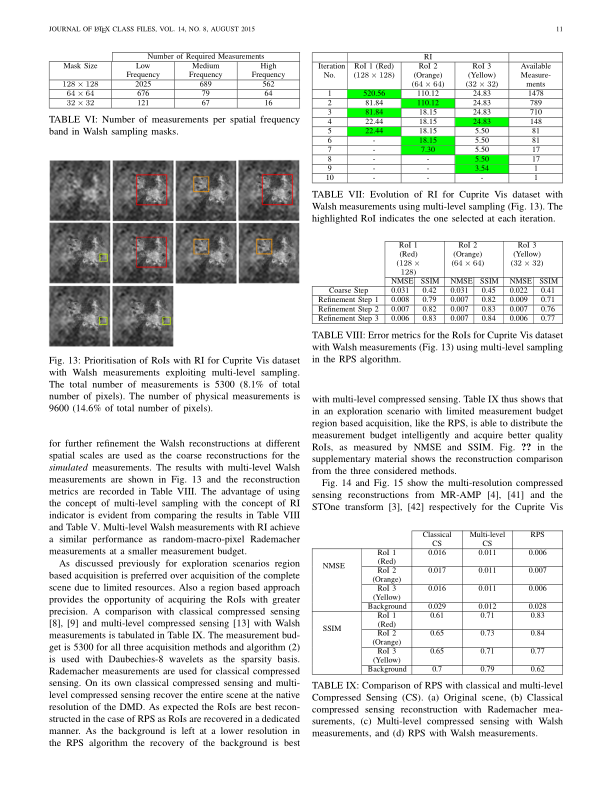 JOURNAL OF LATEX CLASS FILES, VOL. 14, NO. 8, AUGUST 2015 11
Number of Required Measurements
Mask Size Low Frequency Medium Frequency High Frequency
128 × 128 2025 689 562
64 × 64 676 79 64
32 × 32 121 67 16
TABLE VI: Number of measurements per spatial frequency
band in Walsh sampling masks.
Fig. 13: Prioritisation of RoIs with RI for Cuprite Vis dataset
with Walsh measurements exploiting multi-level sampling.
The total number of measurements is 5300 (8.1% of total
number of pixels). The number of physical measurements is
9600 (14.6% of total number of pixels).
for further refinement the Walsh reconstructions at different
spatial scales are used as the coarse reconstructions for the
simulated measurements. The results with multi-level Walsh
measurements are shown in Fig. 13 and the reconstruction
metrics are recorded in Table VIII. The advantage of using
the concept of multi-level sampling with the concept of RI
indicator is evident from comparing the results in Table VIII
and Table V. Multi-level Walsh measurements with RI achieve
a similar performance as random-macro-pixel Rademacher
measurements at a smaller measurement budget.
As discussed previously for exploration scenarios region
based acquisition is preferred over acquisition of the complete
scene due to limited resources. Also a region based approach
provides the opportunity of acquiring the RoIs with greater
precision. A comparison with classical compressed sensing
[8], [9] and multi-level compressed sensing [13] with Walsh
measurements is tabulated in Table IX. The measurement bud-
get is 5300 for all three acquisition methods and algorithm (2)
is used with Daubechies-8 wavelets as the sparsity basis.
Rademacher measurements are used for classical compressed
sensing. On its own classical compressed sensing and multi-
level compressed sensing recover the entire scene at the native
resolution of the DMD. As expected the RoIs are best recon-
structed in the case of RPS as RoIs are recovered in a dedicated
manner. As the background is left at a lower resolution in
the RPS algorithm the recovery of the background is best
RI
Iteration No. RoI 1 (Red) (128 × 128) RoI 2 (Orange) (64 × 64) RoI 3 (Yellow) (32 × 32) Available Measure-ments
1 520.56 110.12 24.83 1478
2 81.84 110.12 24.83 789
3 81.84 18.15 24.83 710
4 22.44 18.15 24.83 148
5 22.44 18.15 5.50 81
6 - 18.15 5.50 81
7 - 7.30 5.50 17
8 - - 5.50 17
9 - - 3.54 1
10 - - - 1
TABLE VII: Evolution of RI for Cuprite Vis dataset with
Walsh measurements using multi-level sampling (Fig. 13). The
highlighted RoI indicates the one selected at each iteration.
RoI 1 (Red) (128 × 128) RoI 2 (Orange) (64 × 64) RoI 3 (Yellow) (32 × 32)
NMSE SSIM NMSE SSIM NMSE SSIM
Coarse Step 0.031 0.42 0.031 0.45 0.022 0.41
Refinement Step 1 0.008 0.79 0.007 0.82 0.009 0.71
Refinement Step 2 0.007 0.82 0.007 0.83 0.007 0.76
Refinement Step 3 0.006 0.83 0.007 0.84 0.006 0.77
TABLE VIII: Error metrics for the RoIs for Cuprite Vis dataset
with Walsh measurements (Fig. 13) using multi-level sampling
in the RPS algorithm.
with multi-level compressed sensing. Table IX thus shows that
in an exploration scenario with limited measurement budget
region based acquisition, like the RPS, is able to distribute the
measurement budget intelligently and acquire better quality
RoIs, as measured by NMSE and SSIM. Fig. ?? in the
supplementary material shows the reconstruction comparison
from the three considered methods.
Fig. 14 and Fig. 15 show the multi-resolution compressed
sensing reconstructions from MR-AMP [4], [41] and the
STOne transform [3], [42] respectively for the Cuprite Vis
Classical CS Multi-level CS RPS
NMSE RoI 1 (Red) 0.016 0.011 0.006
RoI 2 (Orange) 0.017 0.011 0.007
RoI 3 (Yellow) 0.016 0.011 0.006
Background 0.029 0.012 0.028
SSIM RoI 1 (Red) 0.61 0.71 0.83
RoI 2 (Orange) 0.65 0.73 0.84
RoI 3 (Yellow) 0.65 0.71 0.77
Background 0.7 0.79 0.62
TABLE IX: Comparison of RPS with classical and multi-level
Compressed Sensing (CS). (a) Original scene, (b) Classical
compressed sensing reconstruction with Rademacher mea-
surements, (c) Multi-level compressed sensing with Walsh
measurements, and (d) RPS with Walsh measurements.